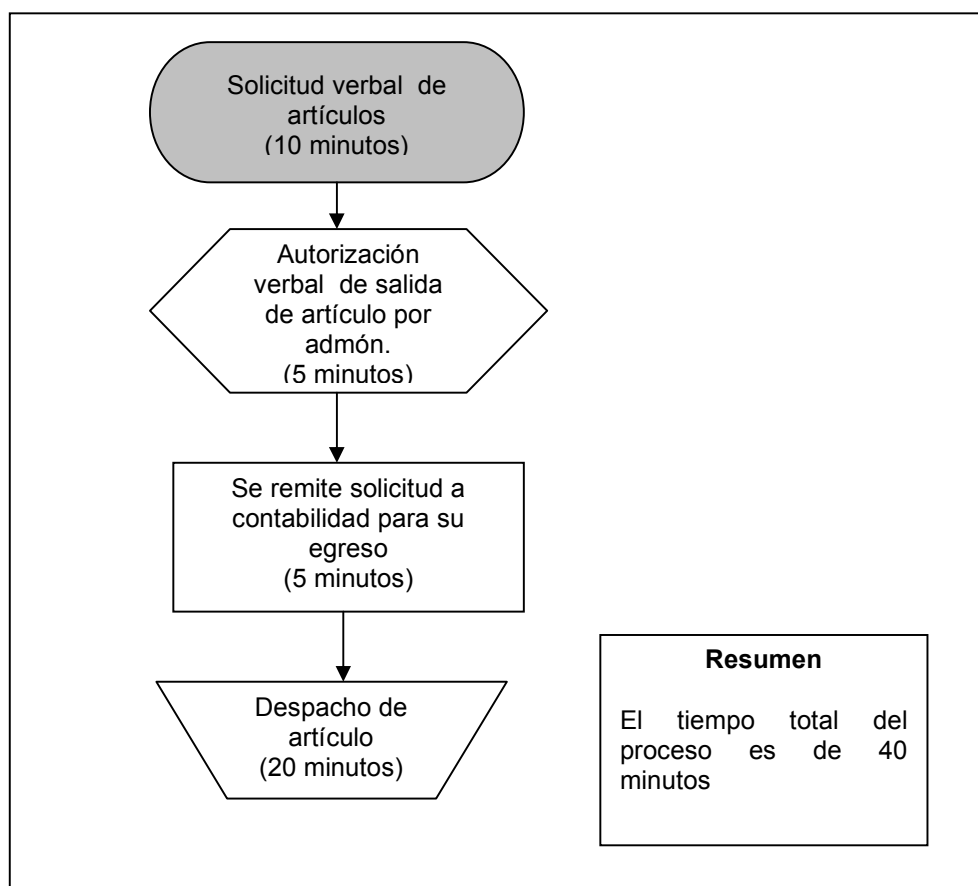 Solicitud verbal de
artículos
(10 minutos)
Autorización
verbal de salida
de artículo por
admón.
(5 minutos)
Se remite solicitud a
contabilidad para su
egreso
(5 minutos)
Despacho de
artículo
(20 minutos)
Resumen
El tiempo total del
proceso es de 40
minutos